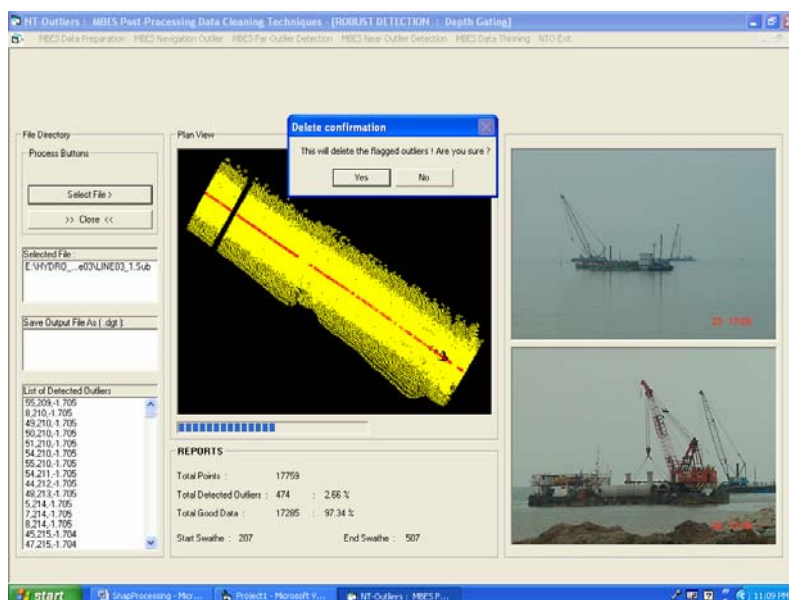 NT-Outliers : MBES Post-Processing Data Cleaning Techniques - [ROBUST DETECTION : Depth Gating]
MBES Data Preparation MBES Navigation Outlier MBES Far Outlier Detection MBES Near Outlier Detection MBES Data Thinning NTO Exit
File Directory
Process Buttons
Select File >
>> Close <<
Selected File :
E:\HYDRO_...e03\LINE03_1.Sub
Save Output File As ( .dgt ):
List of Detected Outliers
55,209,-1.705
8,210,-1.705
49,210,-1.705
50,210,-1.705
51,210,-1.705
54,210,-1.705
55,210,-1.705
54,211,-1.705
44,212,-1.705
48,213,-1.705
5,214,-1.705
7,214,-1.705
8,214,-1.705
45,215,-1.704
47,215,-1.704
Plan View
Delete confirmation
This will delete the flagged outliers ! Are you sure ?
Yes No
REPORTS
Total Points : 17759
Total Detected Outliers : 474 : 2.66 %
Total Good Data : 17285 : 97.34 %
Start Swathe : 207 End Swathe : 507
start
SnapProcessing - Micr...
Project1 - Microsoft V...
NT-Outliers : MBES P...
11:09 PM